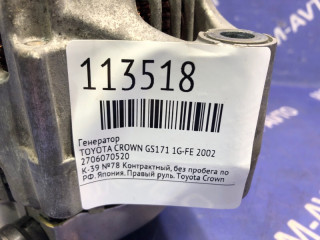 113518
Генератор
TOYOTA CROWN GS171 1G-FE 2002
2706070520
К-39 №78 Контрактный, без пробега по
РФ. Япония. Правый руль. Toyota Crown